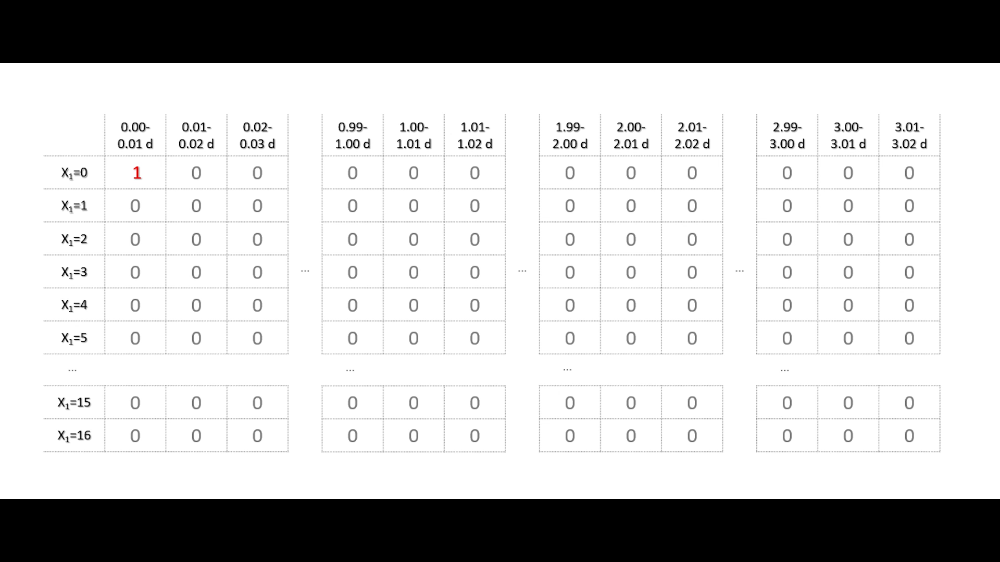 0.00- 0.01- 0.02- 0.99- 1.00- 1.01- 1.99- 2.00- 2.01- 2.99- 3.00- 3.01-
0.01 d 0.02 d 0.03 d 1.00 d 1.01 d 1.02 d 2.00 d 2.01 d 2.02 d 3.00 d 3.01 d 3.02 d
X₁=0 1 0 0 0 0 0 0 0 0 0 0 0
X₁=1 0 0 0 0 0 0 0 0 0 0 0 0
X₁=2 0 0 0 0 0 0 0 0 0 0 0 0
X₁=3 0 0 0 ... 0 0 0 ... 0 0 0 ... 0 0 0
X₁=4 0 0 0 0 0 0 0 0 0 0 0 0
X₁=5 0 0 0 0 0 0 0 0 0 0 0 0
... ... ... ...
X₁=15 0 0 0 0 0 0 0 0 0 0 0 0
X₁=16 0 0 0 0 0 0 0 0 0 0 0 0